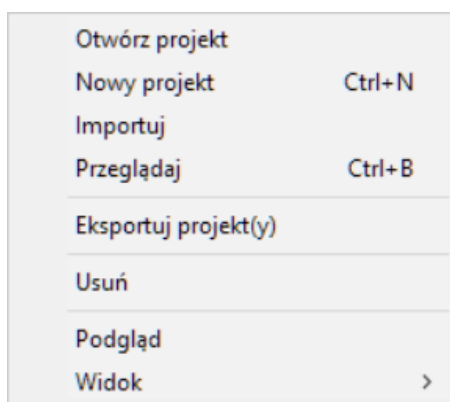 Otwórz projekt
Nowy projekt Ctrl+N
Importuj
Przeglądaj Ctrl+B
Eksportuj projekt(y)
Usuń
Podgląd
Widok >